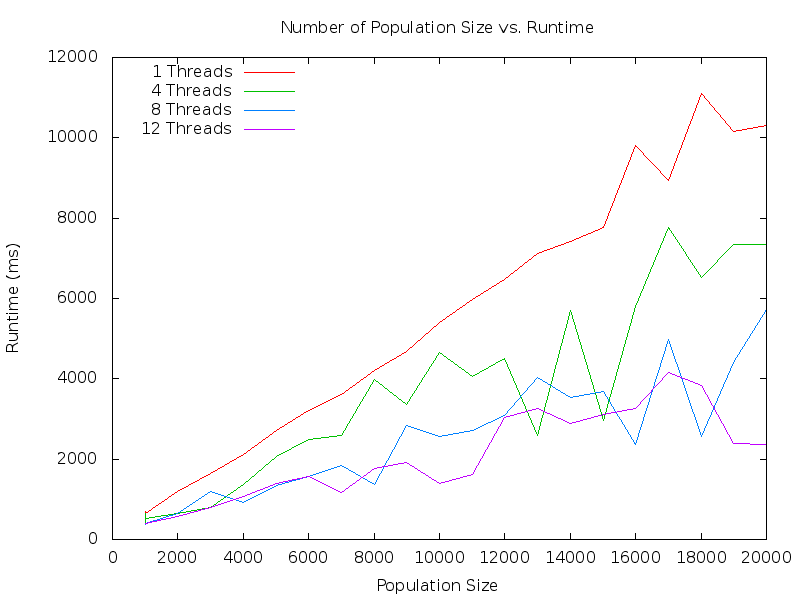 Number of Population Size vs. Runtime
12000
10000
8000
6000
4000
2000
0
Runtime (ms)
1 Threads
4 Threads
8 Threads
12 Threads
0 2000 4000 6000 8000 10000 12000 14000 16000 18000 20000
Population Size